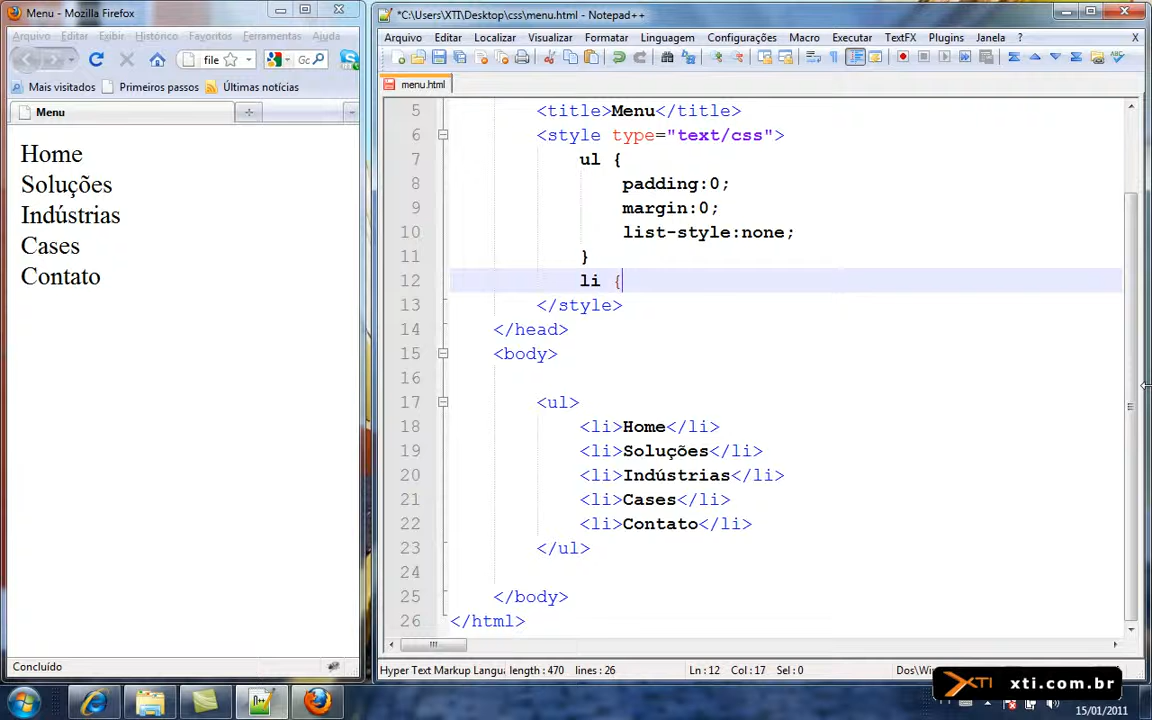 Menu - Mozilla Firefox
Arquivo Editar Exibir Histórico Favoritos Ferramentas Ajuda
file
Mais visitados Primeiros passos Últimas notícias
Menu
Home
Soluções
Indústrias
Cases
Contato
Concluído
*C:\Users\XTI\Desktop\css\menu.html - Notepad++
Arquivo Editar Localizar Visualizar Formatar Linguagem Configurações Macro Executar TextFX Plugins Janela ? X
menu.html
5 <title>Menu</title>
6 <style type="text/css">
7 ul {
8 padding:0;
9 margin:0;
10 list-style:none;
11 }
12 li {
13 </style>
14 </head>
15 <body>
16
17 <ul>
18 <li>Home</li>
19 <li>Soluções</li>
20 <li>Indústrias</li>
21 <li>Cases</li>
22 <li>Contato</li>
23 </ul>
24
25 </body>
26 </html>
Hyper Text Markup Langua length : 470 lines : 26 Ln : 12 Col : 17 Sel : 0
XTI xti.com.br
15/01/2011